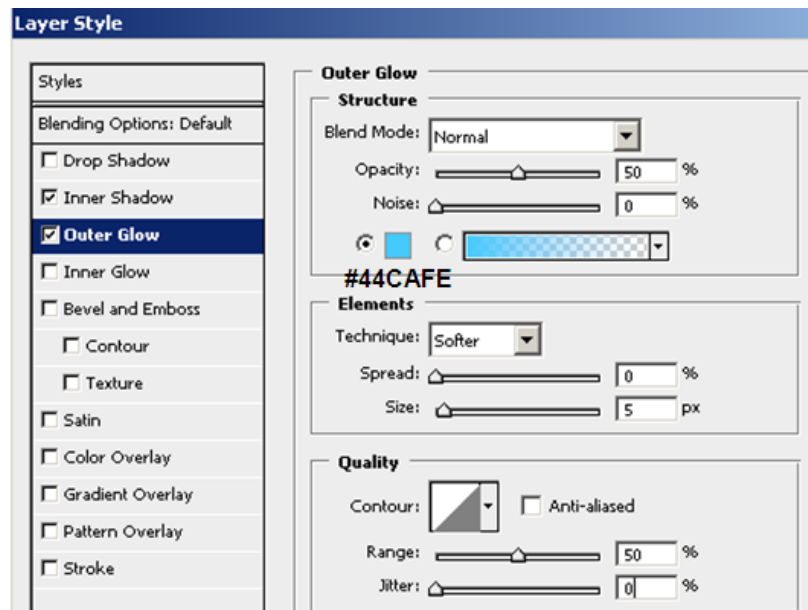 Layer Style
Styles
Blending Options: Default
Drop Shadow
Inner Shadow
Outer Glow
Inner Glow
Bevel and Emboss
Contour
Texture
Satin
Color Overlay
Gradient Overlay
Pattern Overlay
Stroke
Outer Glow
Structure
Blend Mode: Normal
Opacity: 50 %
Noise: 0 %
#44CAFE
Elements
Technique: Softer
Spread: 0 %
Size: 5 px
Quality
Contour: Anti-aliased
Range: 50 %
Jitter: 0 %